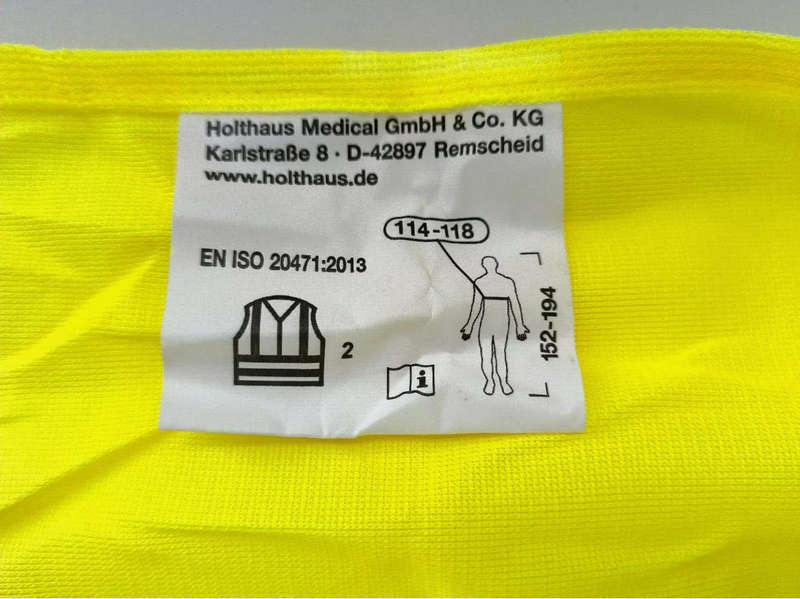 Holthaus Medical GmbH & Co. KG
Karlstraße 8 · D-42897 Remscheid
www.holthaus.de
114-118
EN ISO 20471:2013
152-194
2
i